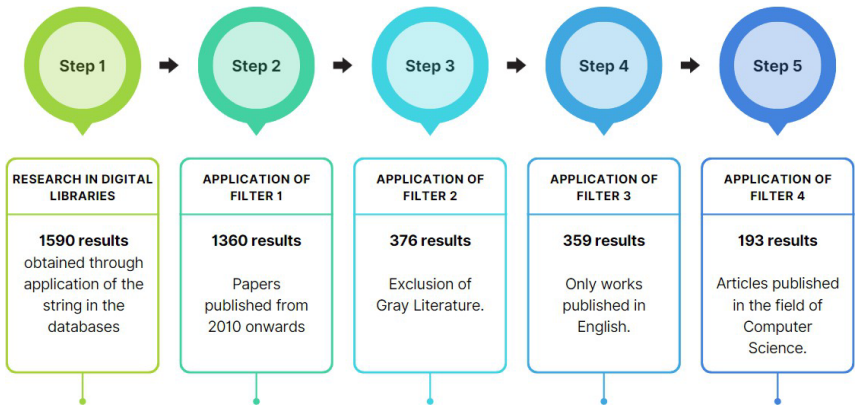 Step 1
Step 2
Step 3
Step 4
Step 5
RESEARCH IN DIGITAL
LIBRARIES
1590 results
obtained through
application of the
string in the
databases
APPLICATION OF
FILTER 1
1360 results
Papers
published from
2010 onwards
APPLICATION OF
FILTER 2
376 results
Exclusion of
Gray Literature.
APPLICATION OF
FILTER 3
359 results
Only works
published in
English.
APPLICATION OF
FILTER 4
193 results
Articles published
in the field of
Computer
Science.